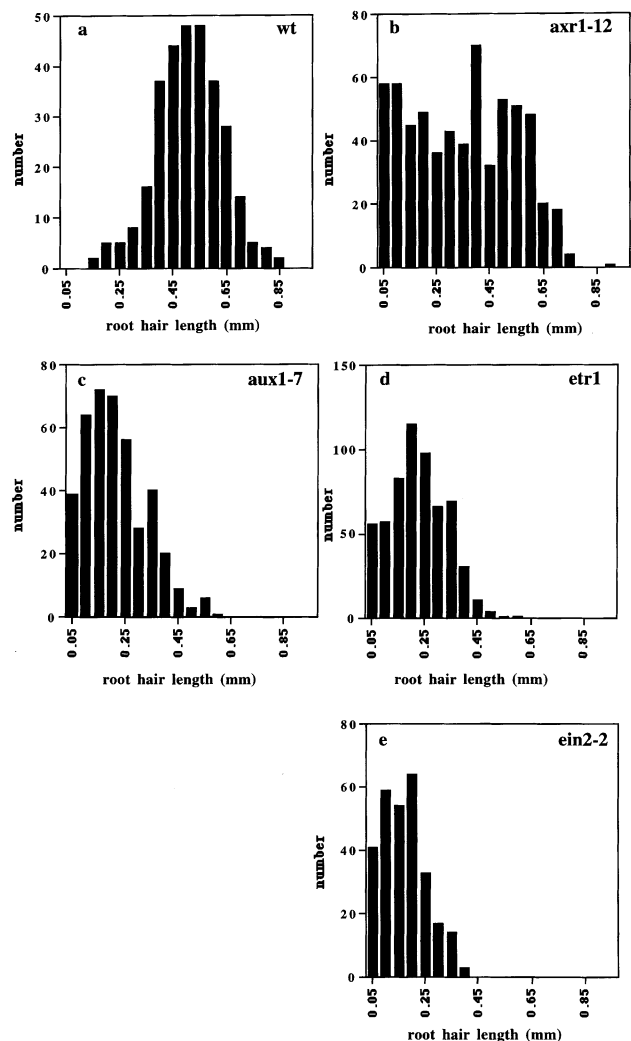 a wt
50
40
30
20
10
0
number
0.05 0.25 0.45 0.65 0.85
root hair length (mm)
b axr1-12
80
60
40
20
0
number
0.05 0.25 0.45 0.65 0.85
root hair length (mm)
c aux1-7
80
60
40
20
0
number
0.05 0.25 0.45 0.65 0.85
root hair length (mm)
d etr1
150
100
50
0
number
0.05 0.25 0.45 0.65 0.85
root hair length (mm)
e ein2-2
80
60
40
20
0
number
0.05 0.25 0.45 0.65 0.85
root hair length (mm)